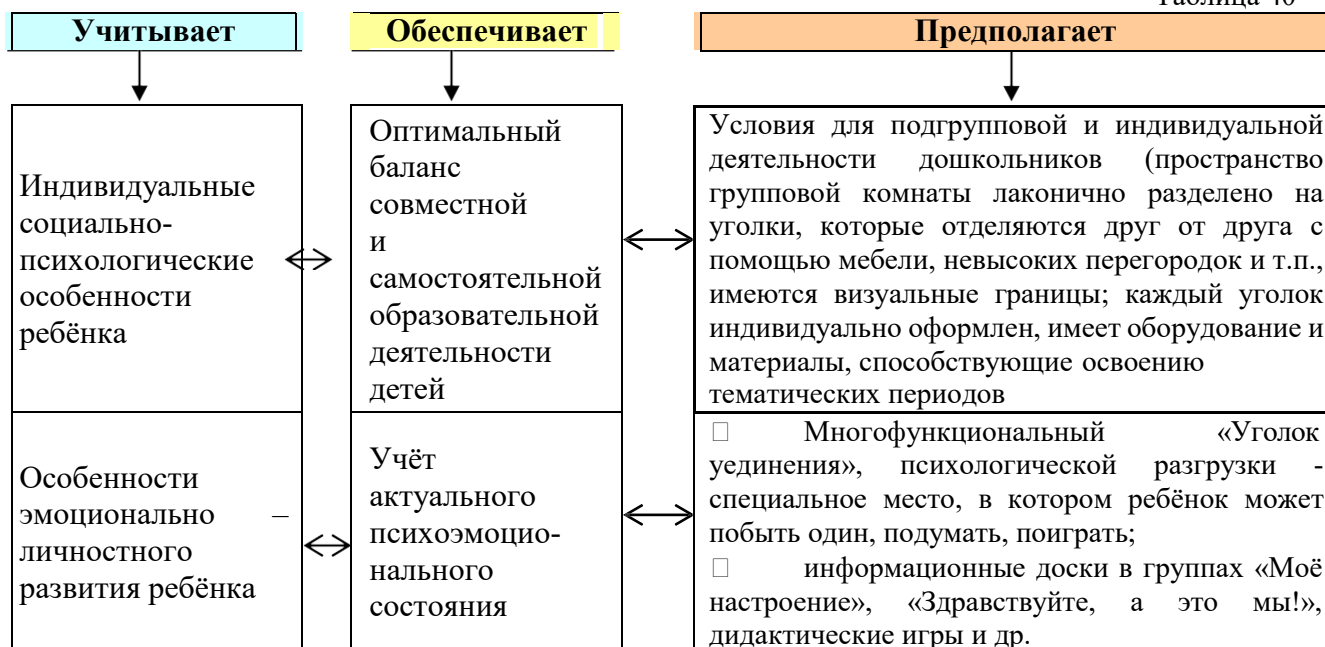 Таблица 40
Учитывает
Обеспечивает
Предполагает
Индивидуальные
социально-
психологические
особенности
ребёнка
Оптимальный
баланс
совместной
и
самостоятельной
образовательной
деятельности
детей
Условия для подгрупповой и индивидуальной
деятельности дошкольников (пространство
групповой комнаты лаконично разделено на
уголки, которые отделяются друг от друга с
помощью мебели, невысоких перегородок и т.п.,
имеются визуальные границы; каждый уголок
индивидуально оформлен, имеет оборудование и
материалы, способствующие освоению
тематических периодов
Особенности
эмоционально –
личностного
развития ребёнка
Учёт
актуального
психоэмоцио-
нального
состояния
Многофункциональный «Уголок
уединения», психологической разгрузки -
специальное место, в котором ребёнок может
побыть один, подумать, поиграть;
информационные доски в группах «Моё
настроение», «Здравствуйте, а это мы!»,
дидактические игры и др.